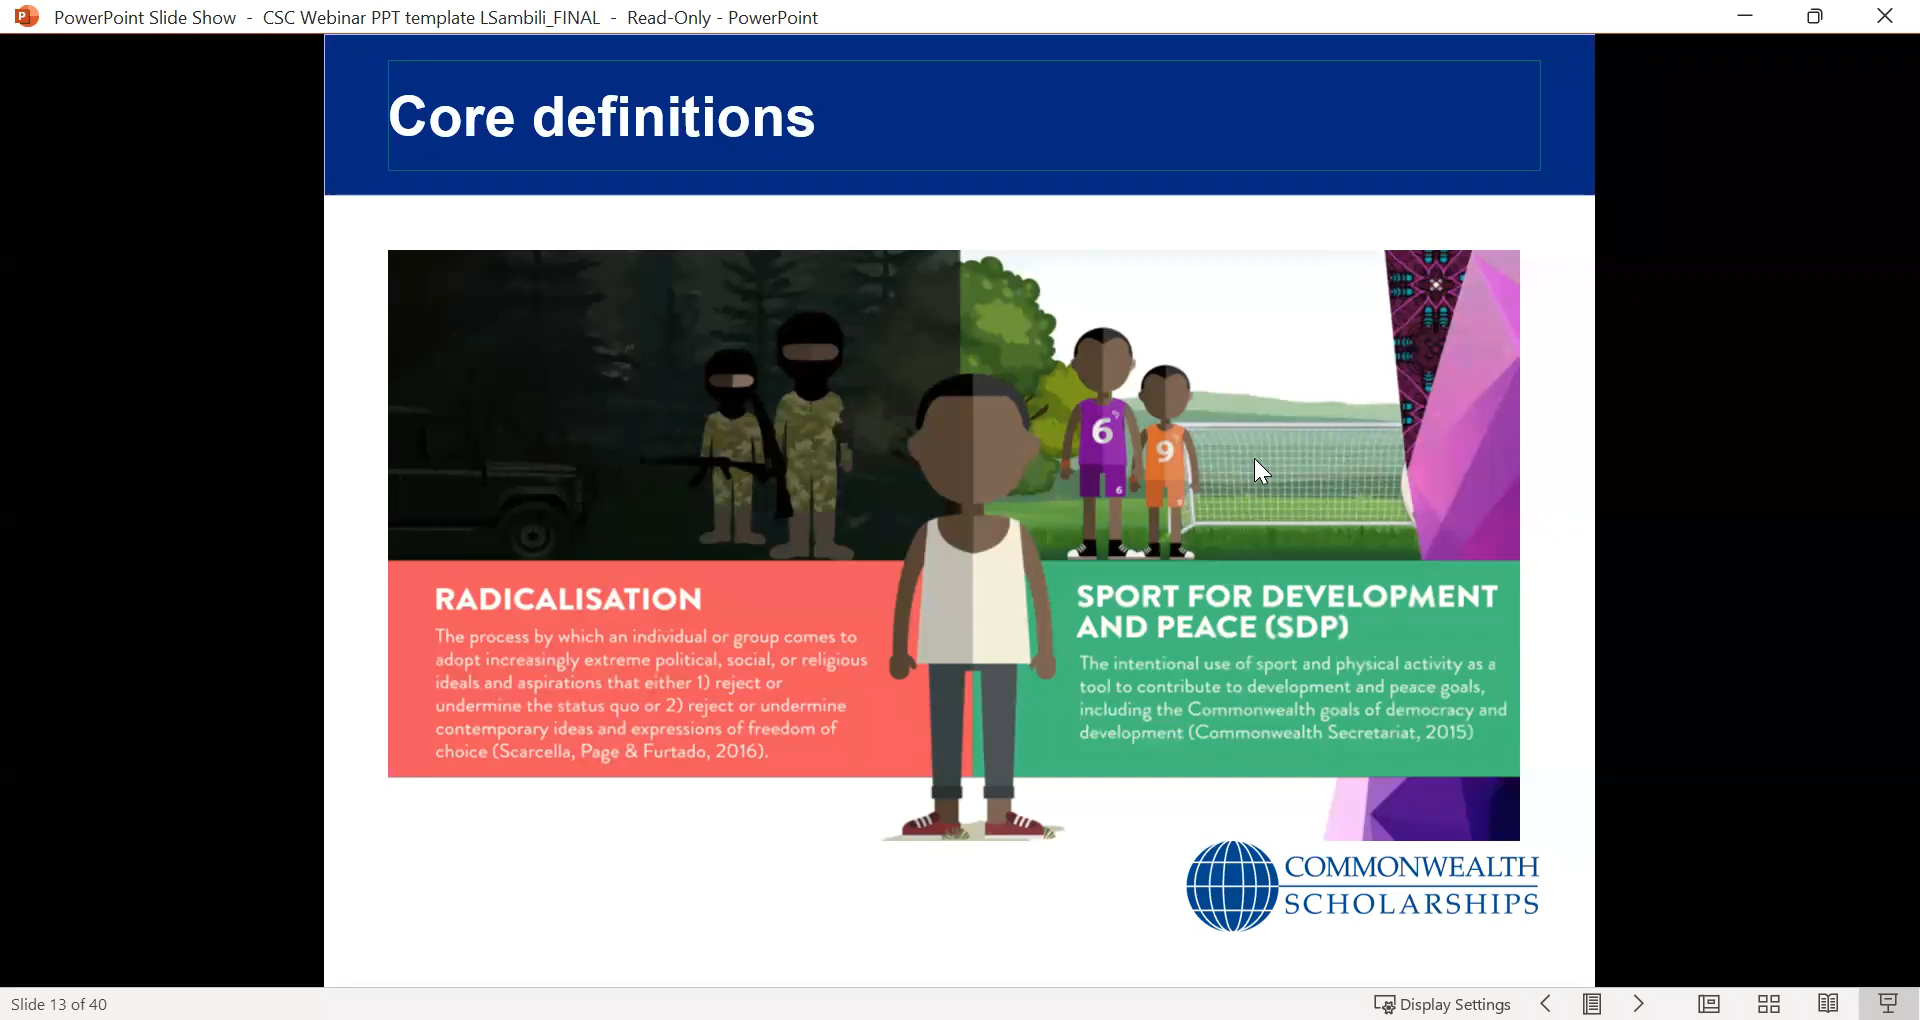 PowerPoint Slide Show - CSC Webinar PPT template LSambili_FINAL - Read-Only - PowerPoint
Core definitions
6
9
6
9
RADICALISATION
The process by which an individual or group comes to
adopt increasingly extreme political, social, or religious
ideals and aspirations that either 1) reject or
undermine the status quo or 2) reject or undermine
contemporary ideas and expressions of freedom of
choice (Scarcella, Page & Furtado, 2016).
SPORT FOR DEVELOPMENT
AND PEACE (SDP)
The intentional use of sport and physical activity as a
tool to contribute to development and peace goals,
including the Commonwealth goals of democracy and
development (Commonwealth Secretariat, 2015)
COMMONWEALTH
SCHOLARSHIPS
Slide 13 of 40
Display Settings